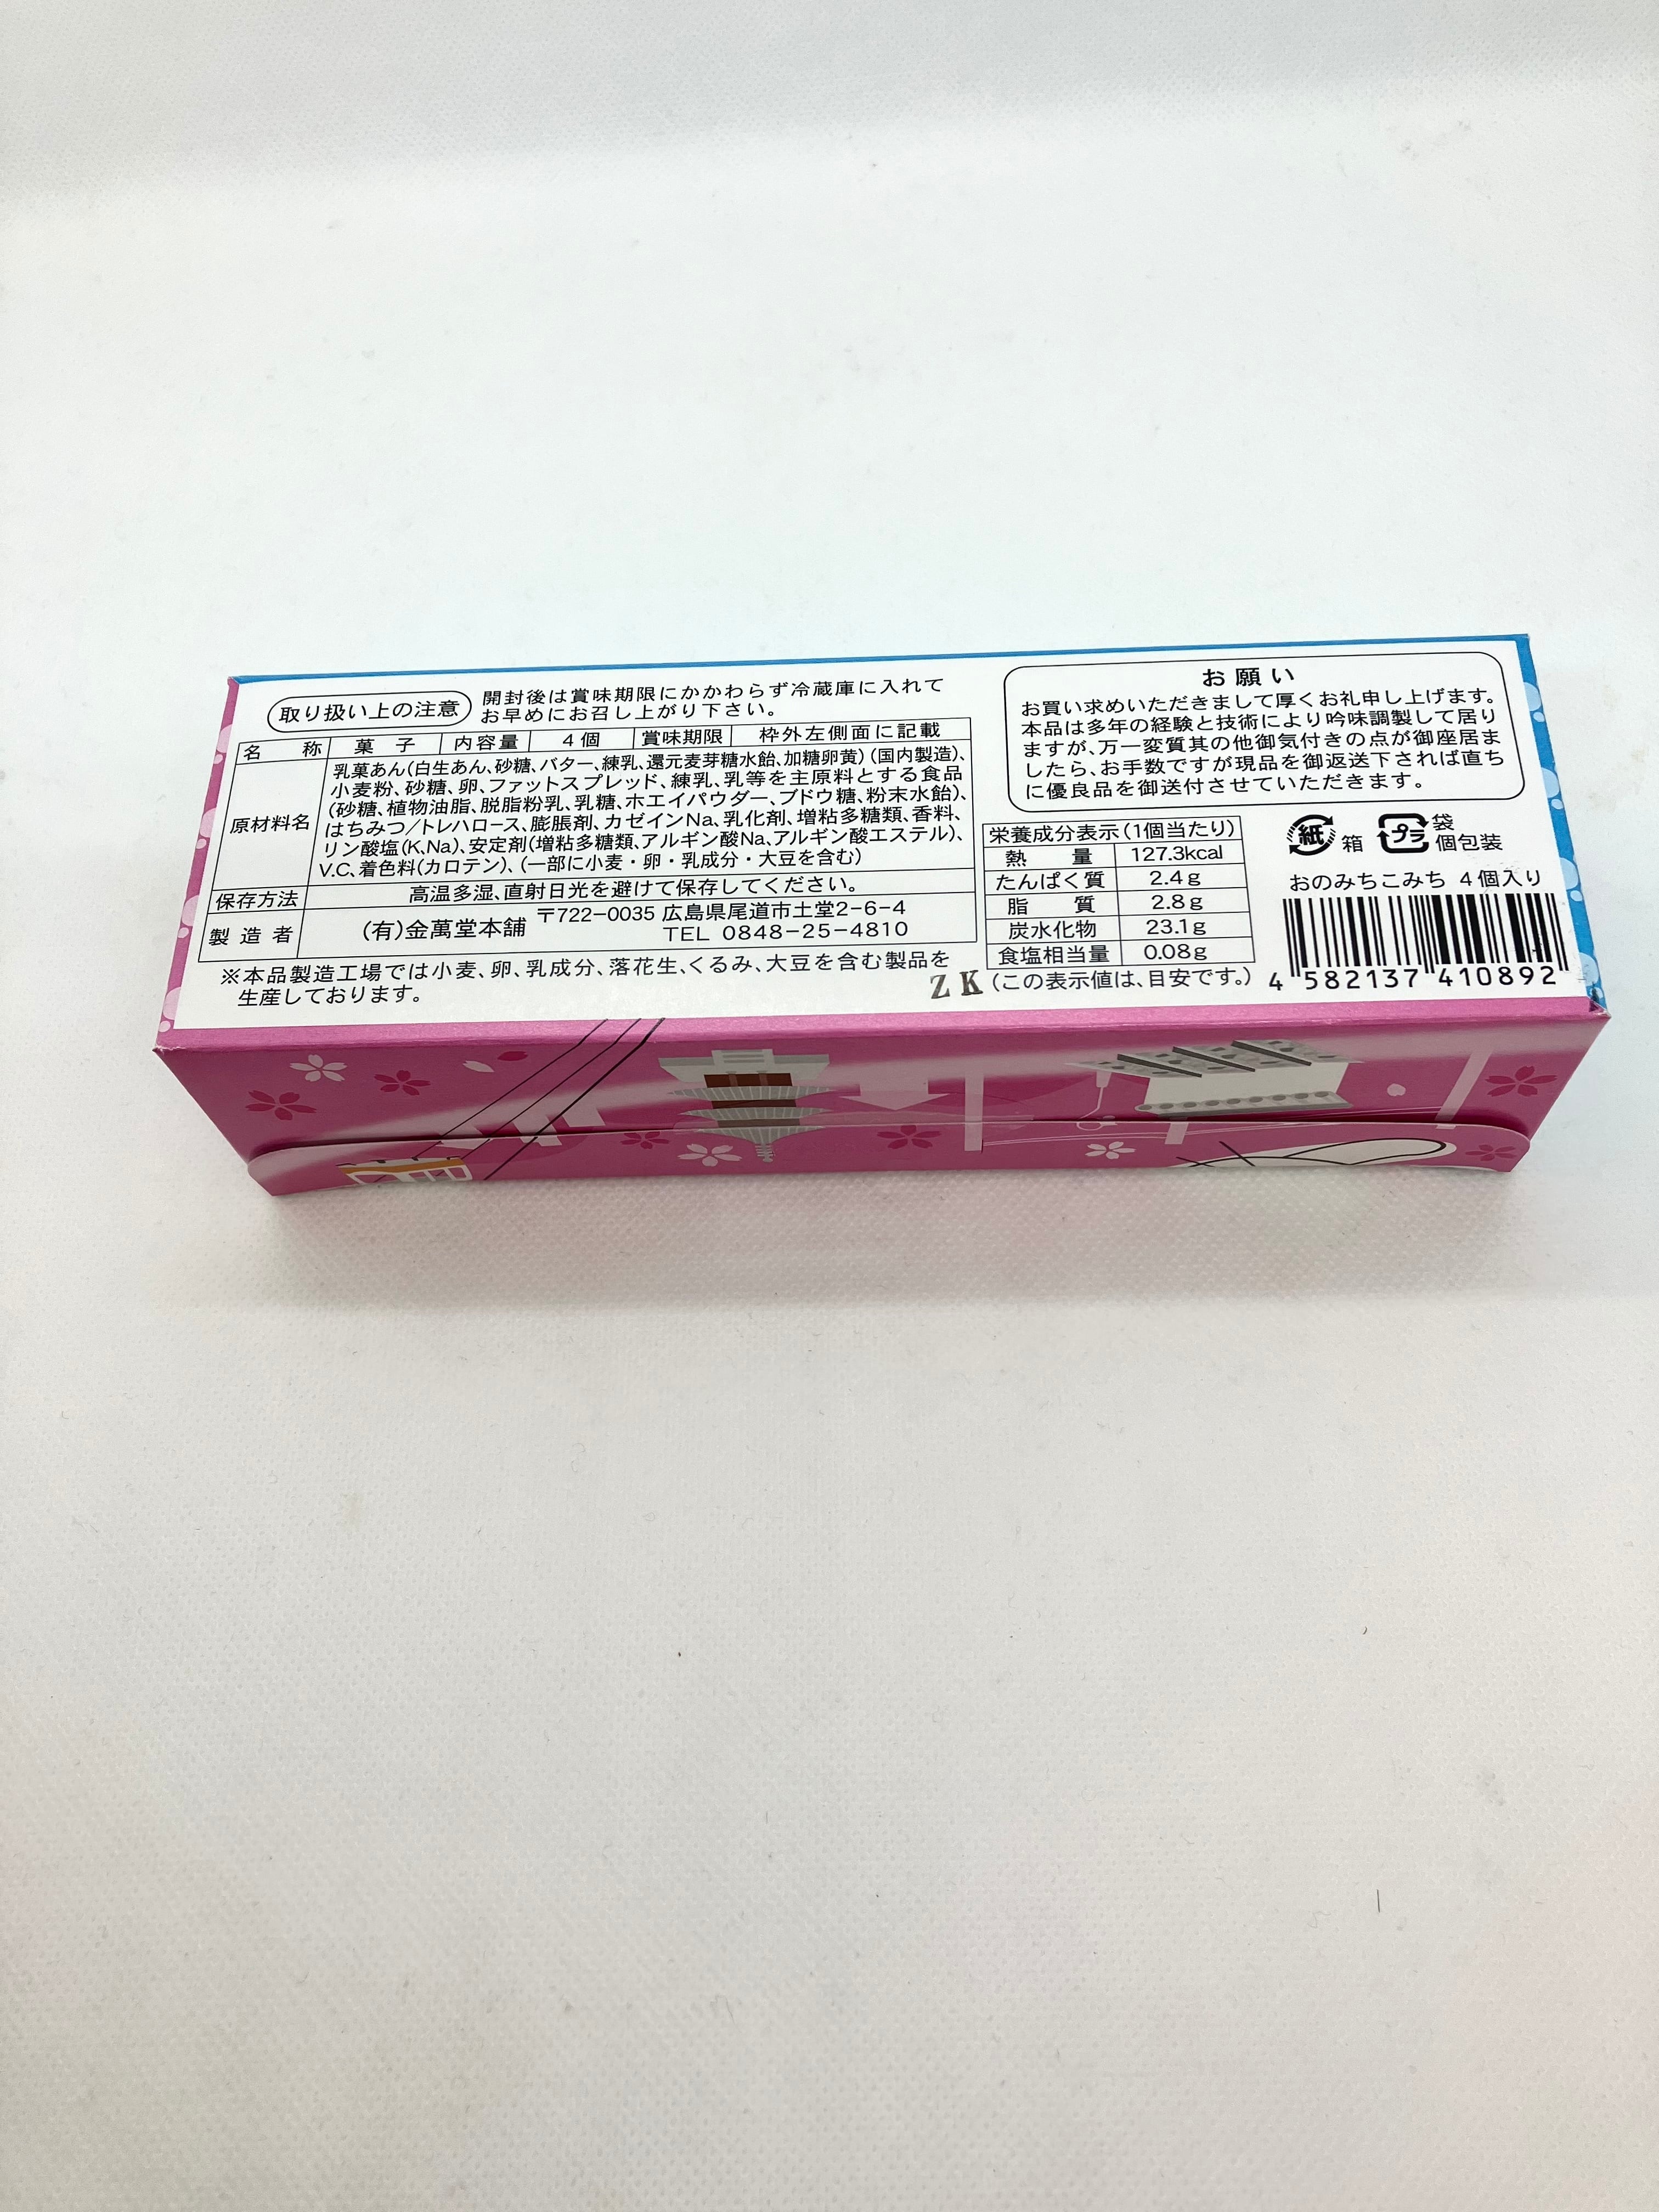 取り扱い上の注意
開封後は賞味期限にかかわらず冷蔵庫に入れて
お早めにお召し上がり下さい。
名称 菓子 内容量 4個 賞味期限 枠外左側面に記載
原材料名
乳菓あん(白生あん、砂糖、バター、練乳、還元麦芽糖水飴、加糖卵黄)(国内製造)、
小麦粉、砂糖、卵、ファットスプレッド、練乳、乳等を主原料とする食品
(砂糖、植物油脂、脱脂粉乳、乳糖、ホエイパウダー、ブドウ糖、粉末水飴)、
はちみつ/トレハロース、膨脹剤、カゼインNa、乳化剤、増粘多糖類、香料、
リン酸塩(K、Na)、安定剤(増粘多糖類、アルギン酸Na、アルギン酸エステル)、
V.C、着色料(カロテン)、(一部に小麦・卵・乳成分・大豆を含む)
保存方法 高温多湿、直射日光を避けて保存してください。
製造者 (有)金萬堂本舗 〒722-0035 広島県尾道市土堂2-6-4
TEL 0848-25-4810
※本品製造工場では小麦、卵、乳成分、落花生、くるみ、大豆を含む製品を
生産しております。
お願い
お買い求めいただきまして厚くお礼申し上げます。
本品は多年の経験と技術により吟味調製して居り
ますが、万一変質其の他御気付きの点が御座居ま
したら、お手数ですが現品を御返送下されば直ち
に優良品を御送付させていただきます。
栄養成分表示(1個当たり)
熱量 127.3kcal
たんぱく質 2.4g
脂質 2.8g
炭水化物 23.1g
食塩相当量 0.08g
ZK (この表示値は、目安です。)
紙 箱 プラ 袋
個包装
おのみちこみち 4個入り
4 582137 410892